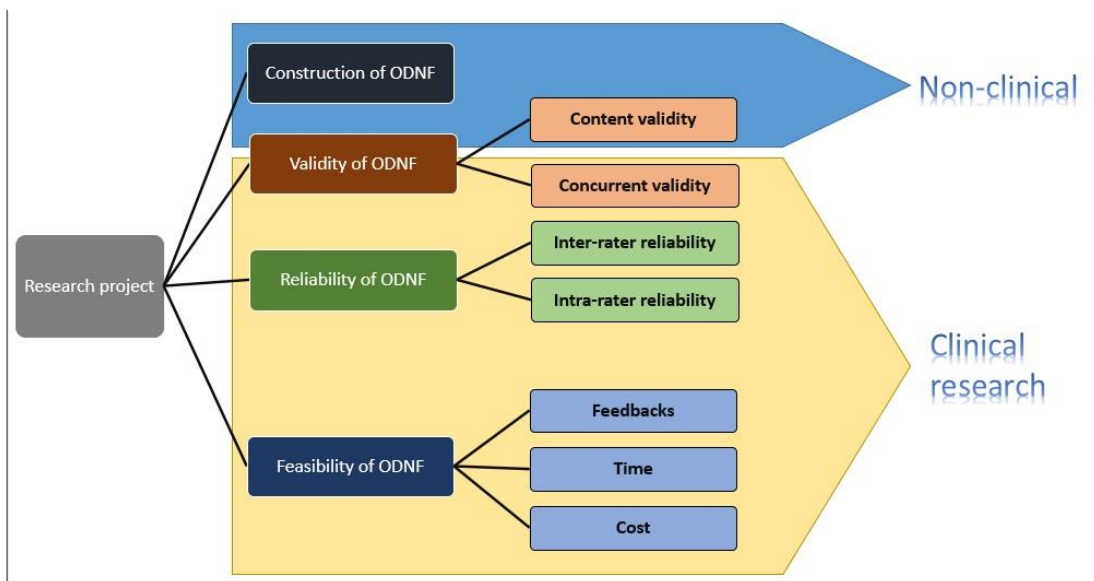 Construction of ODNF
Non-clinical
Content validity
Validity of ODNF
Concurrent validity
Inter-rater reliability
Research project
Reliability of ODNF
Intra-rater reliability
Clinical
research
Feedbacks
Feasibility of ODNF
Time
Cost